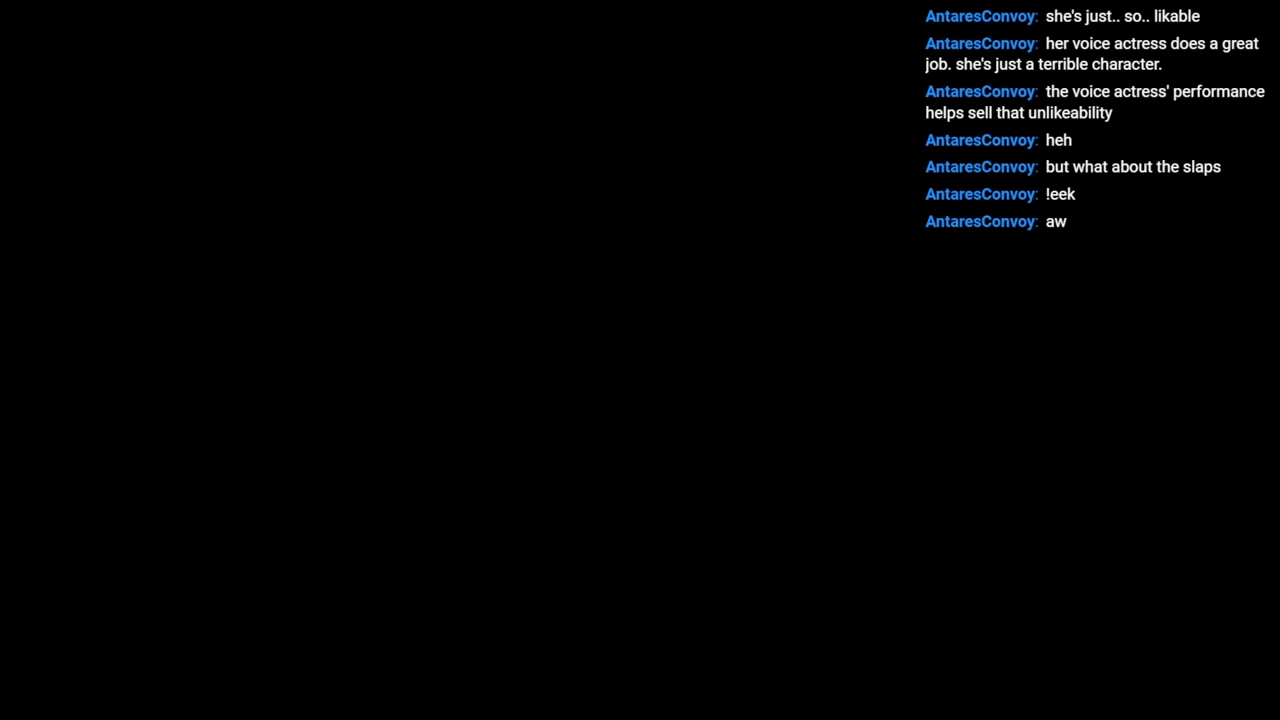 AntaresConvoy: she's just.. so.. likable
AntaresConvoy: her voice actress does a great
job. she's just a terrible character.
AntaresConvoy: the voice actress' performance
helps sell that unlikeability
AntaresConvoy: heh
AntaresConvoy: but what about the slaps
AntaresConvoy: !eek
AntaresConvoy: aw